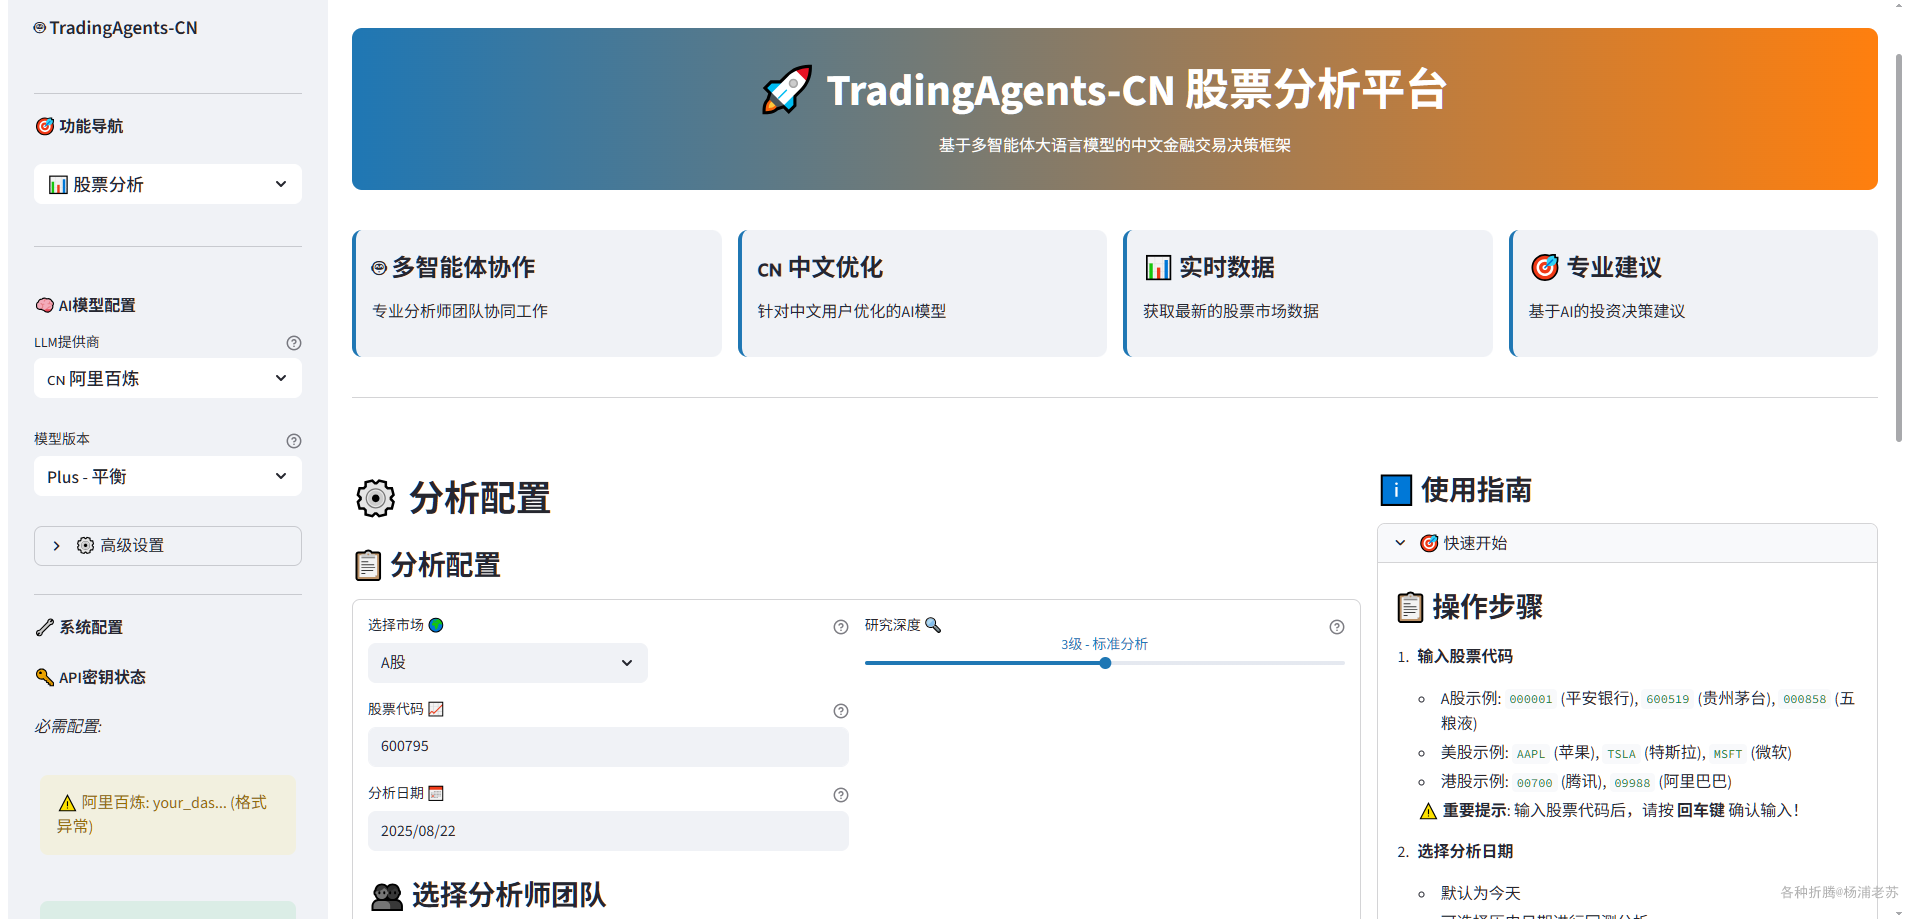 TradingAgents-CN
功能导航
股票分析
AI模型配置
LLM提供商
CN 阿里百炼
模型版本
Plus - 平衡
高级设置
系统配置
API密钥状态
必需配置:
阿里百炼: your_das... (格式
异常)
TradingAgents-CN 股票分析平台
基于多智能体大语言模型的中文金融交易决策框架
多智能体协作
专业分析师团队协同工作
CN 中文优化
针对中文用户优化的AI模型
实时数据
获取最新的股票市场数据
专业建议
基于AI的投资决策建议
分析配置
分析配置
选择市场
A股
股票代码
600795
分析日期
2025/08/22
研究深度
3级 - 标准分析
选择分析师团队
使用指南
快速开始
操作步骤
1. 输入股票代码
A股示例: 000001 (平安银行), 600519 (贵州茅台), 000858 (五
粮液)
美股示例: AAPL (苹果), TSLA (特斯拉), MSFT (微软)
港股示例: 00700 (腾讯), 09988 (阿里巴巴)
重要提示: 输入股票代码后，请按 回车键 确认输入！
2. 选择分析日期
默认为今天
可选择历史日期进行回测分析
各种折腾@杨浦老苏